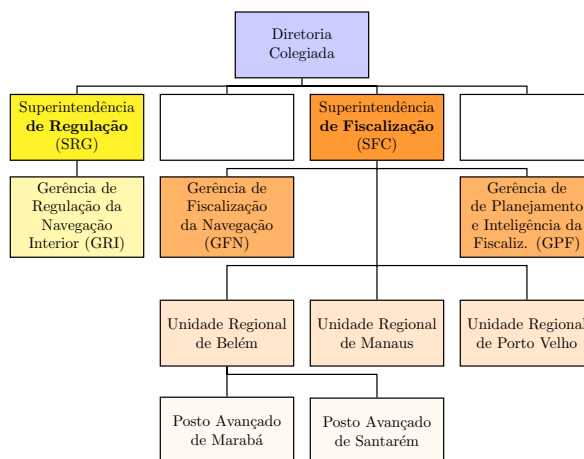 Diretoria
Colegiada
Superintendência
de Regulação
(SRG)
Superintendência
de Fiscalização
(SFC)
Gerência de
Regulação da
Navegação
Interior (GRI)
Gerência de
Fiscalização
da Navegação
(GFN)
Gerência de
de Planejamento
e Inteligência da
Fiscaliz. (GPF)
Unidade Regional
de Belém
Unidade Regional
de Manaus
Unidade Regional
de Porto Velho
Posto Avançado
de Marabá
Posto Avançado
de Santarém